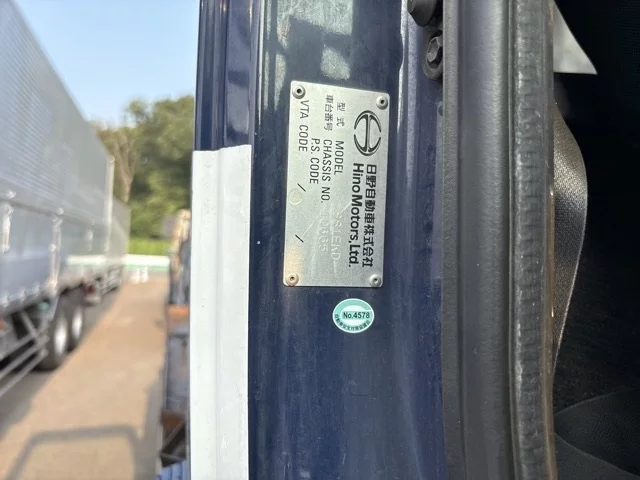 日野自動車株式会社
Hino Motors, Ltd.
型式 MODEL
車台番号 CHASSIS NO.
P.S. CODE
VTA CODE / /
No.4578